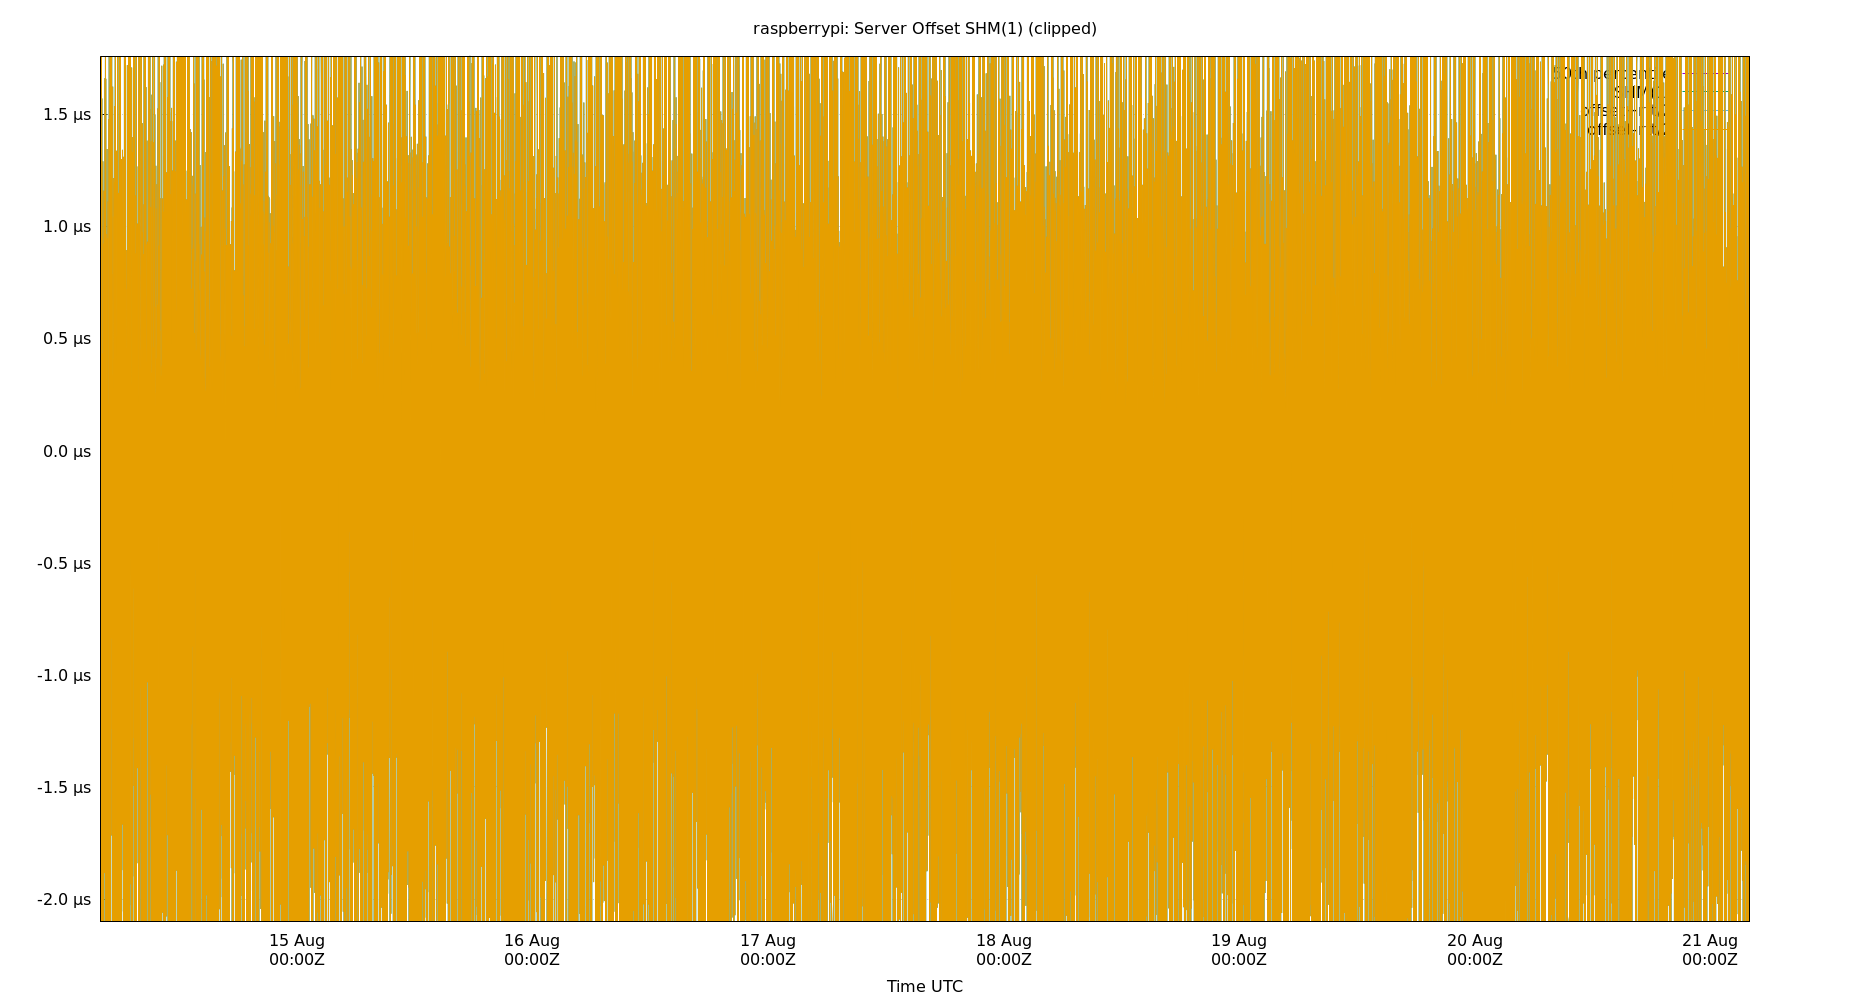 raspberrypi: Server Offset SHM(1) (clipped)
1.5 µs
1.0 µs
0.5 µs
0.0 µs
-0.5 µs
-1.0 µs
-1.5 µs
-2.0 µs
15 Aug 16 Aug 17 Aug 18 Aug 19 Aug 20 Aug 21 Aug
00:00Z 00:00Z 00:00Z 00:00Z 00:00Z 00:00Z 00:00Z
Time UTC